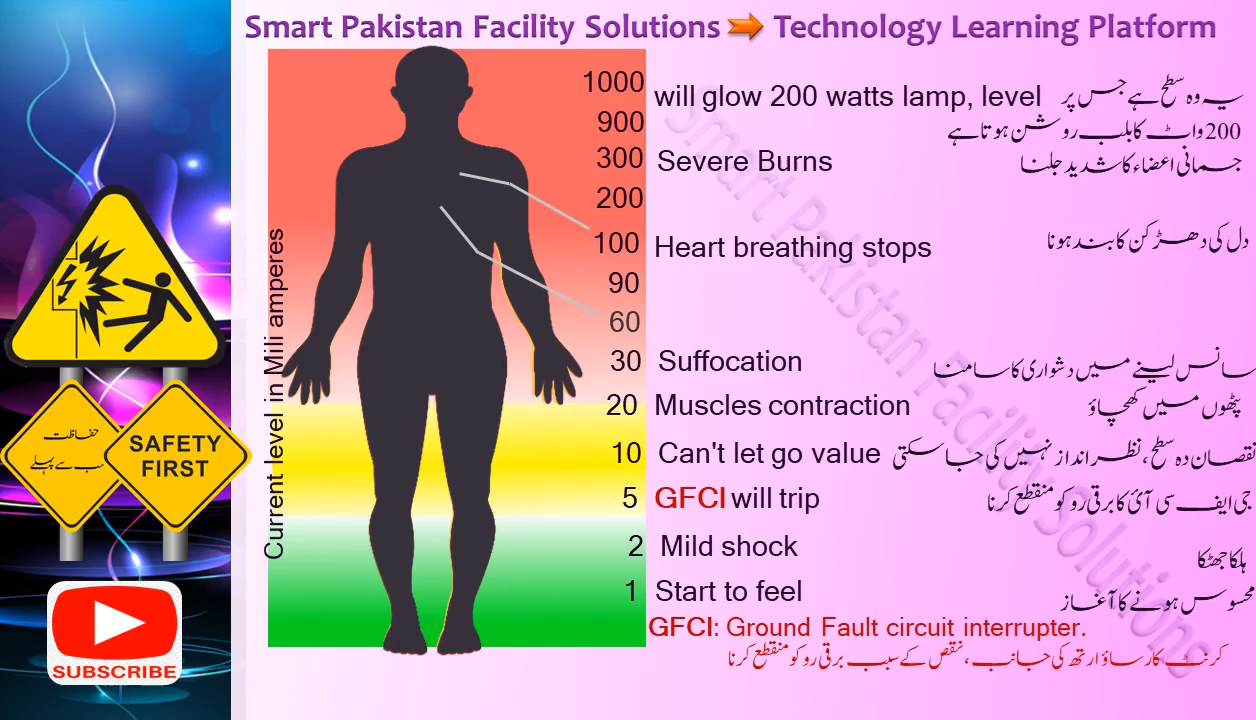 Smart Pakistan Facility Solutions Technology Learning Platform
Current level in Mili amperes
1000
will glow 200 watts lamp, level یہ وہ سطح ہے جس پر
200 واٹ کا بلب روشن ہوتا ہے
900
300 Severe Burns جسمانی اعضاء کا شدید جلنا
200
100 Heart breathing stops دل کی دھڑکن کا بند ہونا
90
60
30 Suffocation سانس لینے میں دشواری کا سامنا
20 Muscles contraction پٹھوں میں کھچاؤ
10 Can't let go value نقصان دہ سطح، نظر انداز نہیں کی جا سکتی
5 GFCI will trip جی ایف سی آئی کا برقی رو کو منقطع کرنا
2 Mild shock ہلکا جھٹکا
1 Start to feel محسوس ہونے کا آغاز
GFCI: Ground Fault circuit interrupter.
کرنٹ کا رساؤ ارتھ کی جانب، نقص کے سبب برقی رو کو منقطع کرنا
حفاظت
سب سے پہلے
SAFETY
FIRST
SUBSCRIBE
Smart Pakistan Facility Solutions